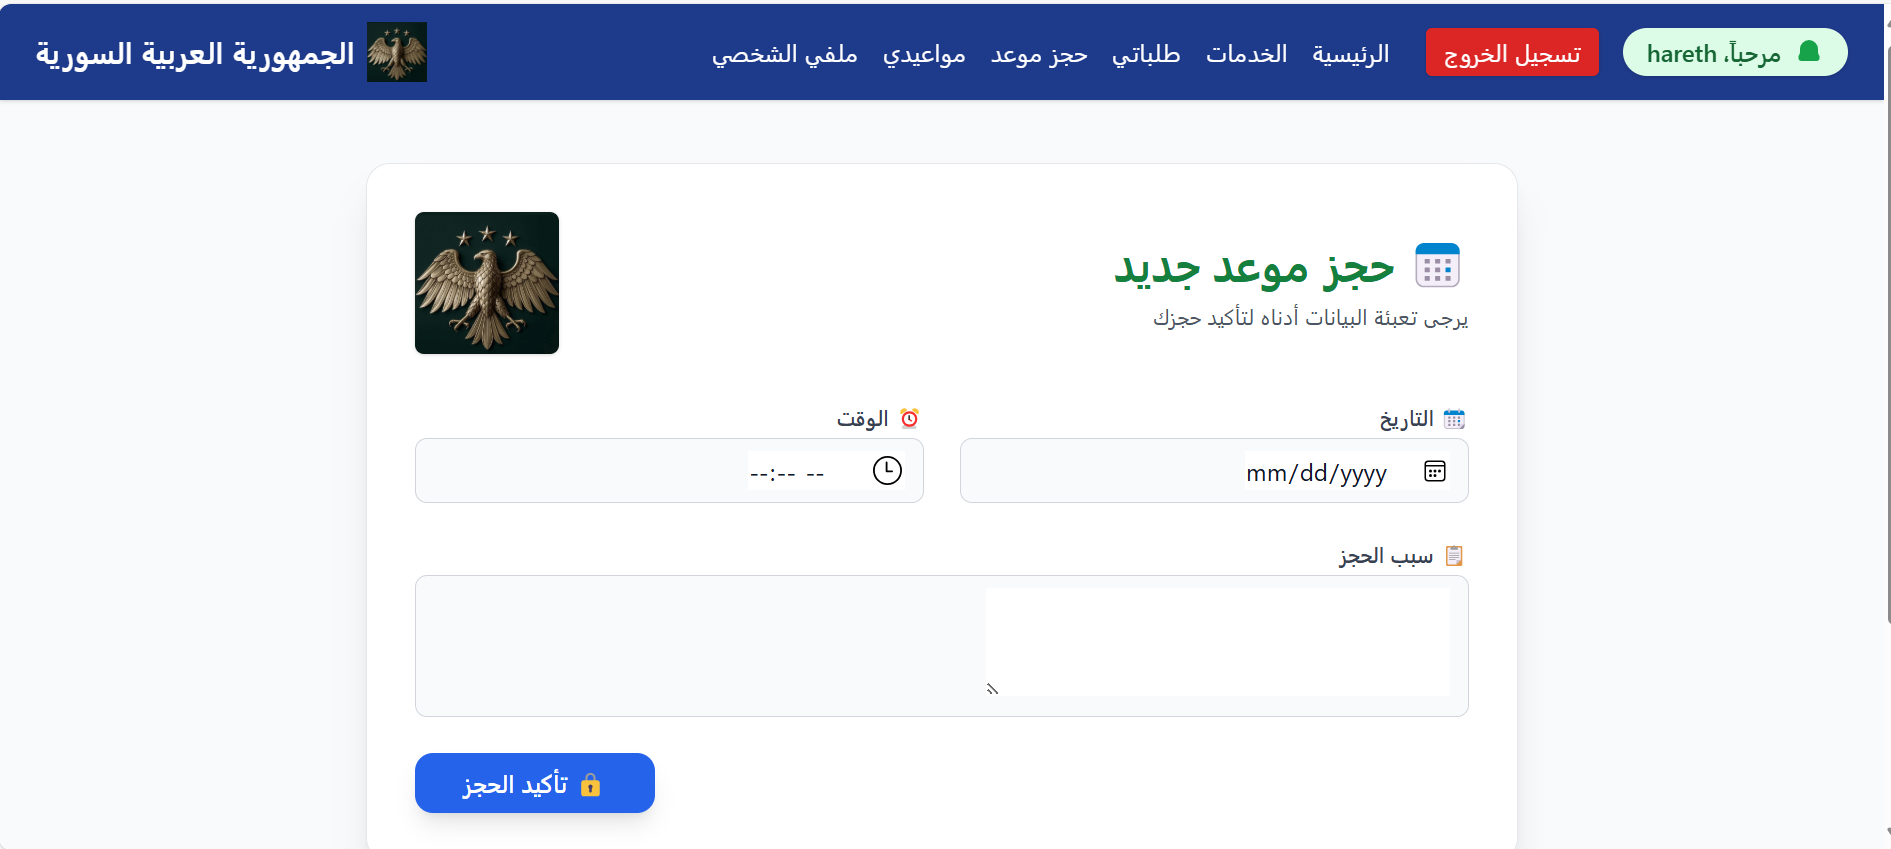 مرحباً، hareth
تسجيل الخروج
الرئيسية الخدمات طلباتي حجز موعد مواعيدي ملفي الشخصي
الجمهورية العربية السورية
حجز موعد جديد
يرجى تعبئة البيانات أدناه لتأكيد حجزك
التاريخ
mm/dd/yyyy
الوقت
--:-- --
سبب الحجز
تأكيد الحجز